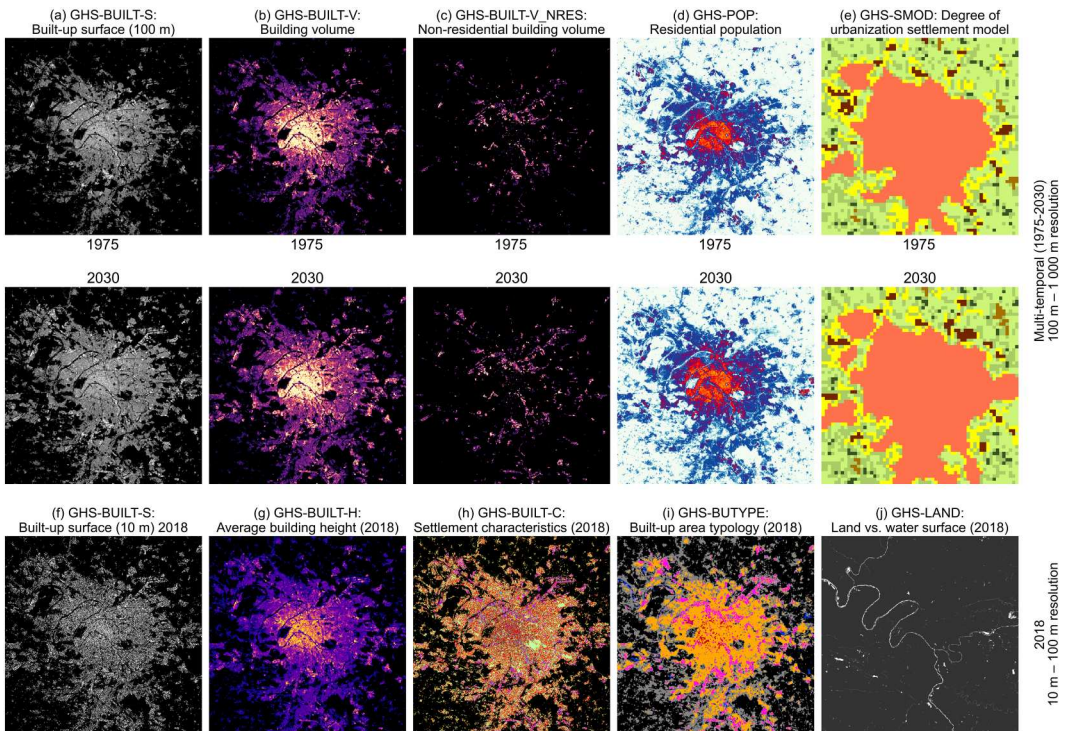 (a) GHS-BUILT-S:
Built-up surface (100 m)
(b) GHS-BUILT-V:
Building volume
(c) GHS-BUILT-V_NRES:
Non-residential building volume
(d) GHS-POP:
Residential population
(e) GHS-SMOD: Degree of
urbanization settlement model
1975
1975
1975
1975
1975
2030
2030
2030
2030
2030
Multi-temporal (1975-2030)
100 m – 1 000 m resolution
(f) GHS-BUILT-S:
Built-up surface (10 m) 2018
(g) GHS-BUILT-H:
Average building height (2018)
(h) GHS-BUILT-C:
Settlement characteristics (2018)
(i) GHS-BUTYPE:
Built-up area typology (2018)
(j) GHS-LAND:
Land vs. water surface (2018)
2018
10 m – 100 m resolution